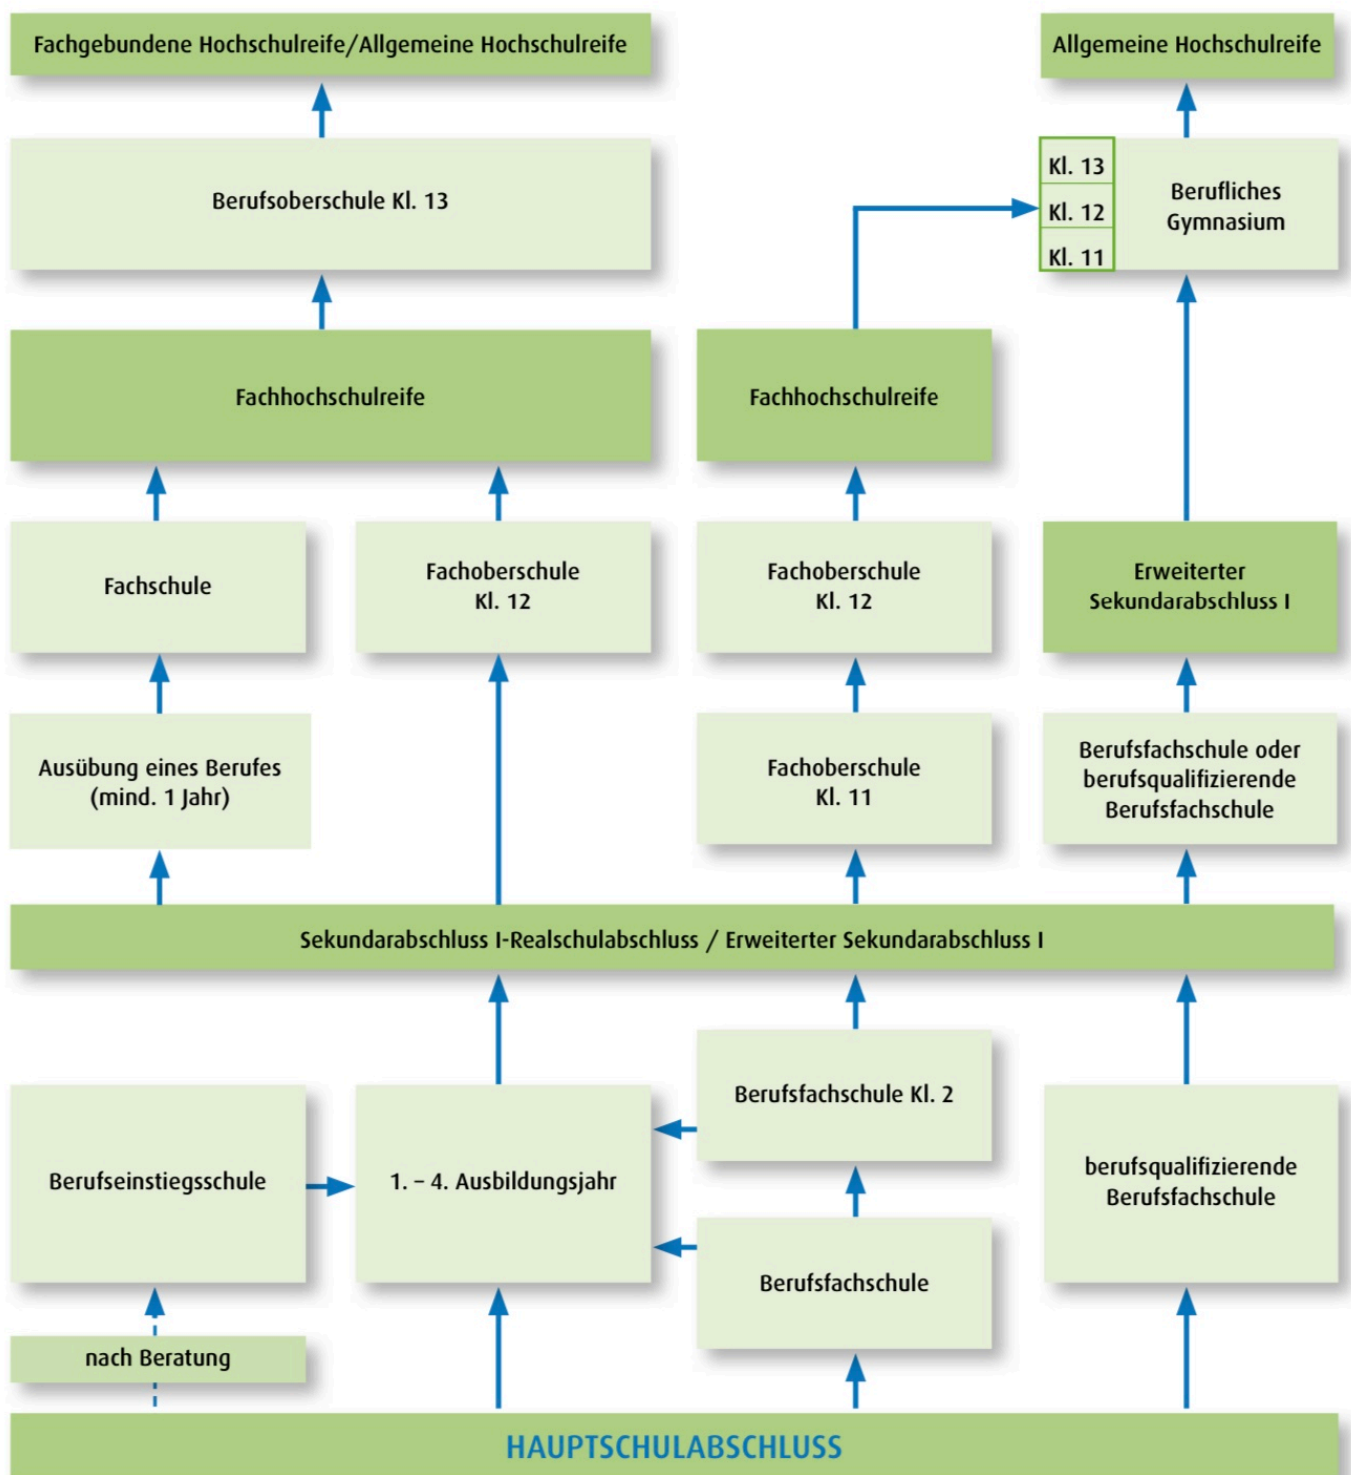 Fachgebundene Hochschulreife/Allgemeine Hochschulreife
Allgemeine Hochschulreife
Berufsoberschule Kl. 13
Kl. 13
Kl. 12
Kl. 11
Berufliches
Gymnasium
Fachhochschulreife
Fachhochschulreife
Fachschule
Fachoberschule
Kl. 12
Fachoberschule
Kl. 12
Erweiterter
Sekundarabschluss I
Ausübung eines Berufes
(mind. 1 Jahr)
Fachoberschule
Kl. 11
Berufsfachschule oder
berufsqualifizierende
Berufsfachschule
Sekundarabschluss I-Realschulabschluss / Erweiterter Sekundarabschluss I
Berufseinstiegsschule
1. – 4. Ausbildungsjahr
Berufsfachschule Kl. 2
Berufsfachschule
berufsqualifizierende
Berufsfachschule
nach Beratung
HAUPTSCHULABSCHLUSS